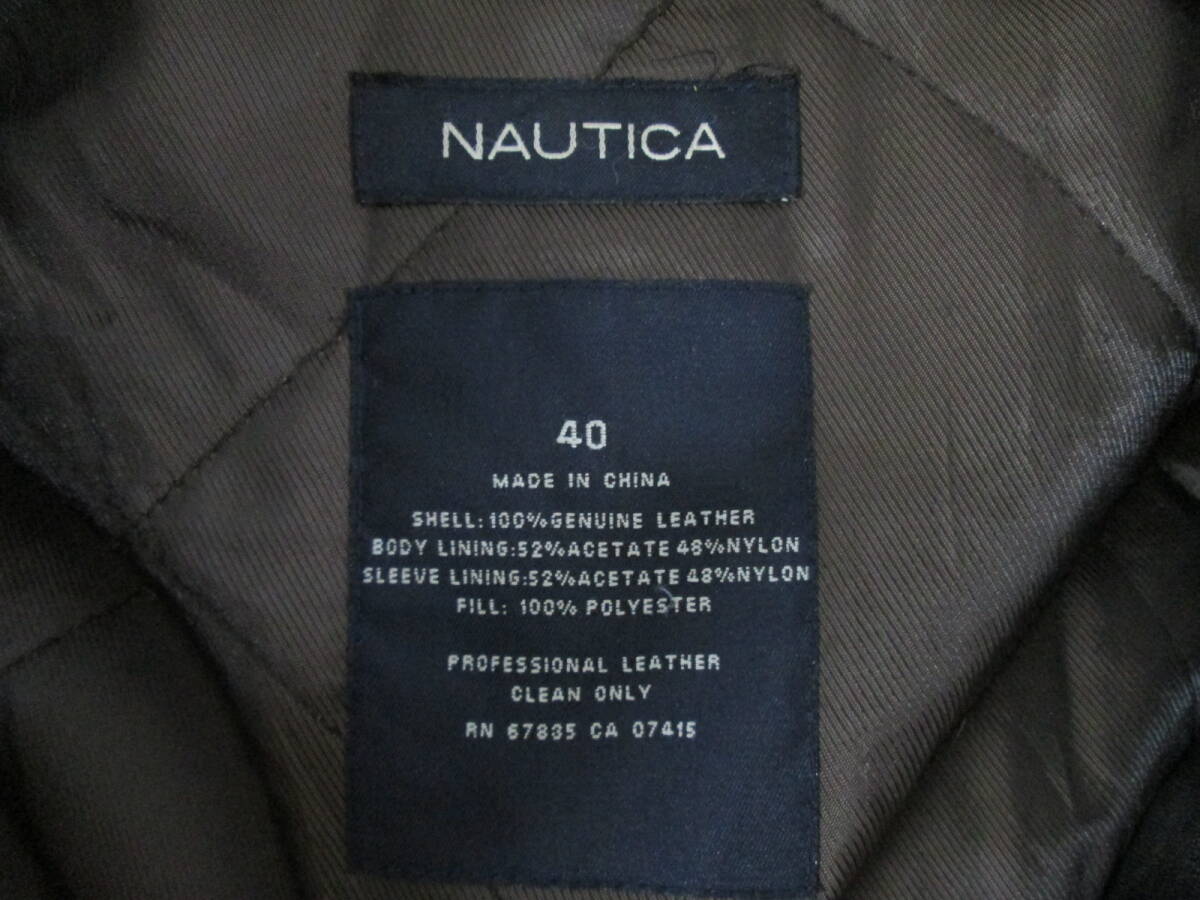 NAUTICA
40
MADE IN CHINA
SHELL: 100% GENUINE LEATHER
BODY LINING: 52% ACETATE 48% NYLON
SLEEVE LINING: 52% ACETATE 48% NYLON
FILL: 100% POLYESTER
PROFESSIONAL LEATHER
CLEAN ONLY
RN 67835 CA 07415